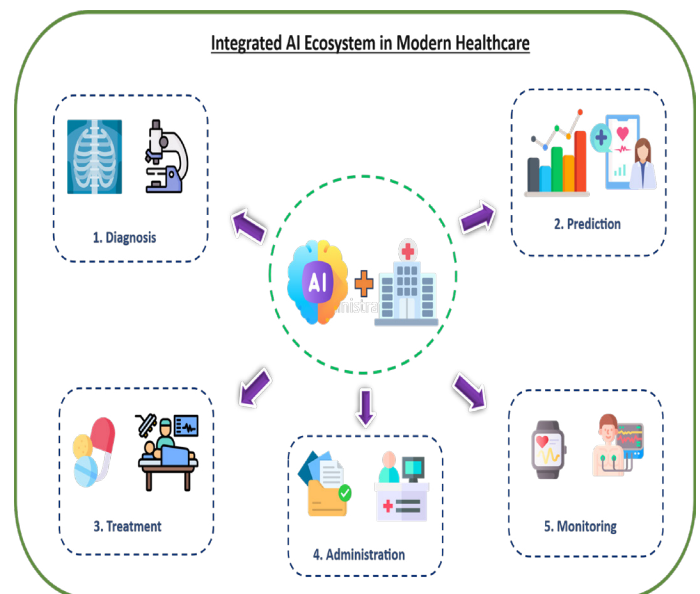 Integrated AI Ecosystem in Modern Healthcare
1. Diagnosis
2. Prediction
AI
3. Treatment
4. Administration
5. Monitoring